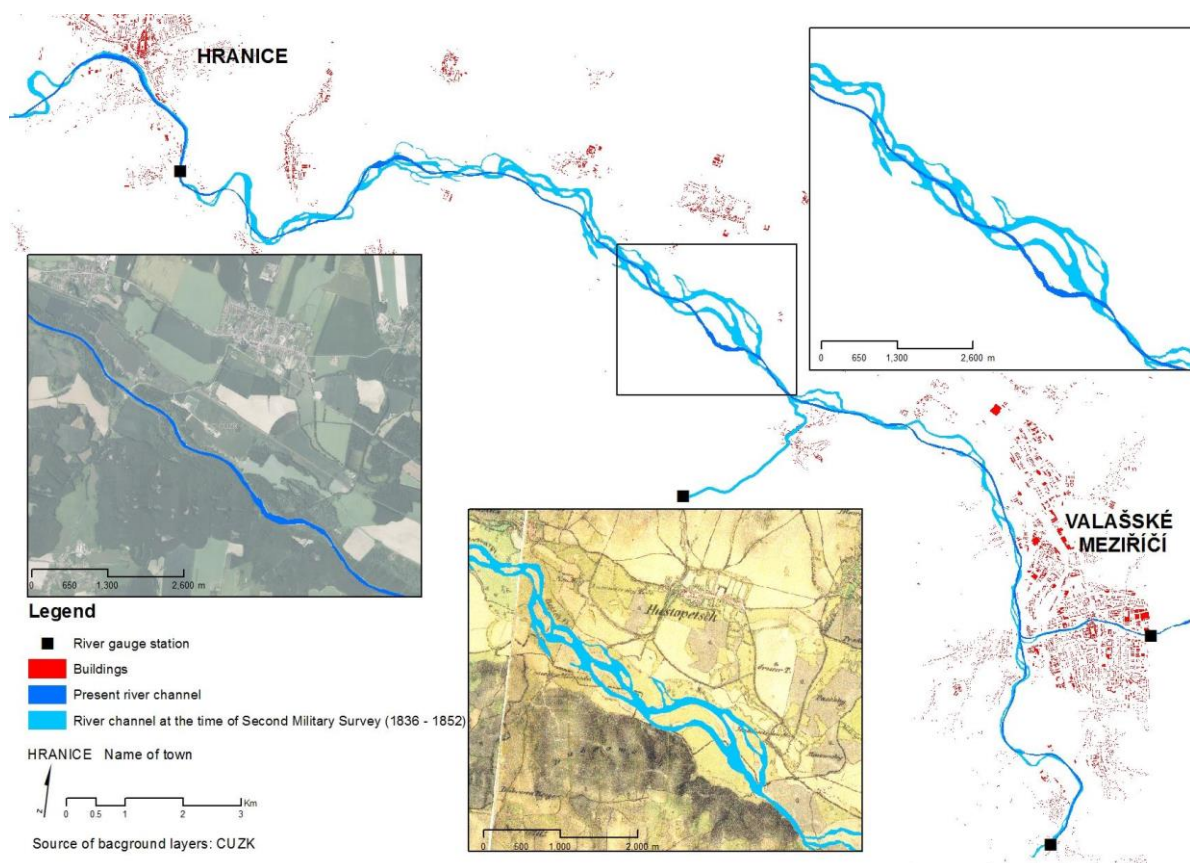 HRANICE
0 650 1,300 2,600 m
0 650 1,300 2,600 m
VALAŠSKÉ
MEZIŘÍČÍ
Hustopetsch
0 500 1,000 2,000 m
Legend
River gauge station
Buildings
Present river channel
River channel at the time of Second Military Survey (1836 - 1852)
HRANICE Name of town
z
0 0.5 1 2 3 Km
Source of bacground layers: CUZK